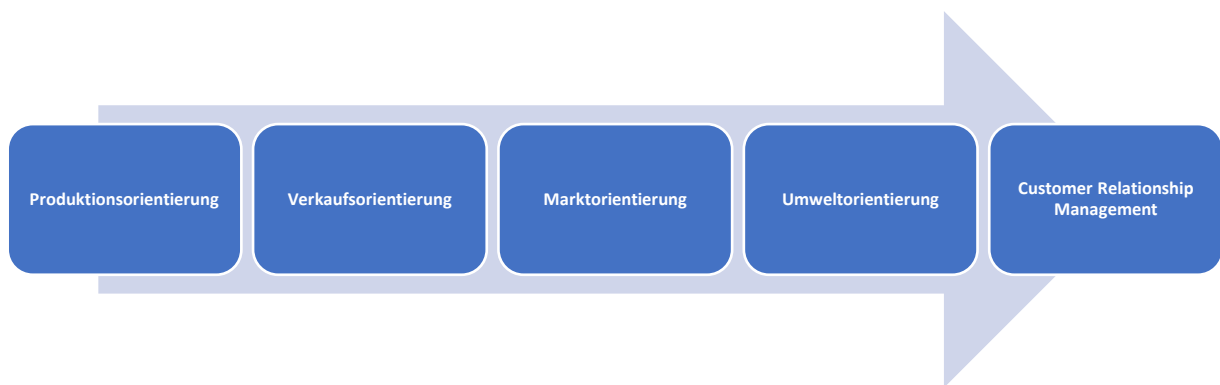 Produktionsorientierung
Verkaufsorientierung
Marktorientierung
Umweltorientierung
Customer Relationship
Management